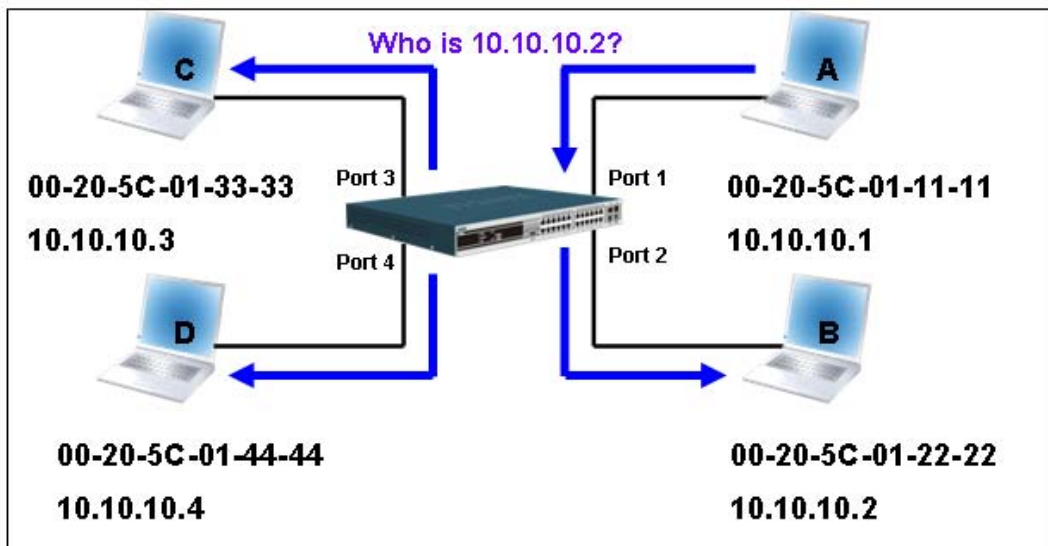 Who is 10.10.10.2?
C
A
Port 3
Port 1
00-20-5C-01-33-33
00-20-5C-01-11-11
10.10.10.3
10.10.10.1
Port 4
Port 2
D
B
00-20-5C-01-44-44
00-20-5C-01-22-22
10.10.10.4
10.10.10.2